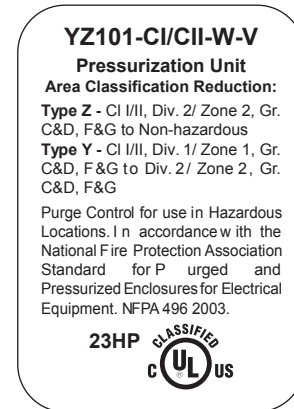 YZ101-CI/CII-W-V
Pressurization Unit
Area Classification Reduction:
Type Z - Cl I/II, Div. 2/ Zone 2, Gr.
C&D, F&G to Non-hazardous
Type Y - Cl I/II, Div. 1/ Zone 1, Gr.
C&D, F&G to Div. 2/ Zone 2, Gr.
C&D, F&G
Purge Control for use in Hazardous
Locations. I n accordancew ith the
National Fire Protection Association
Standard for P urged and
Pressurized Enclosures for Electrical
Equipment. NFPA 496 2003.
23HP
CLASSIFIED
C UL ® US